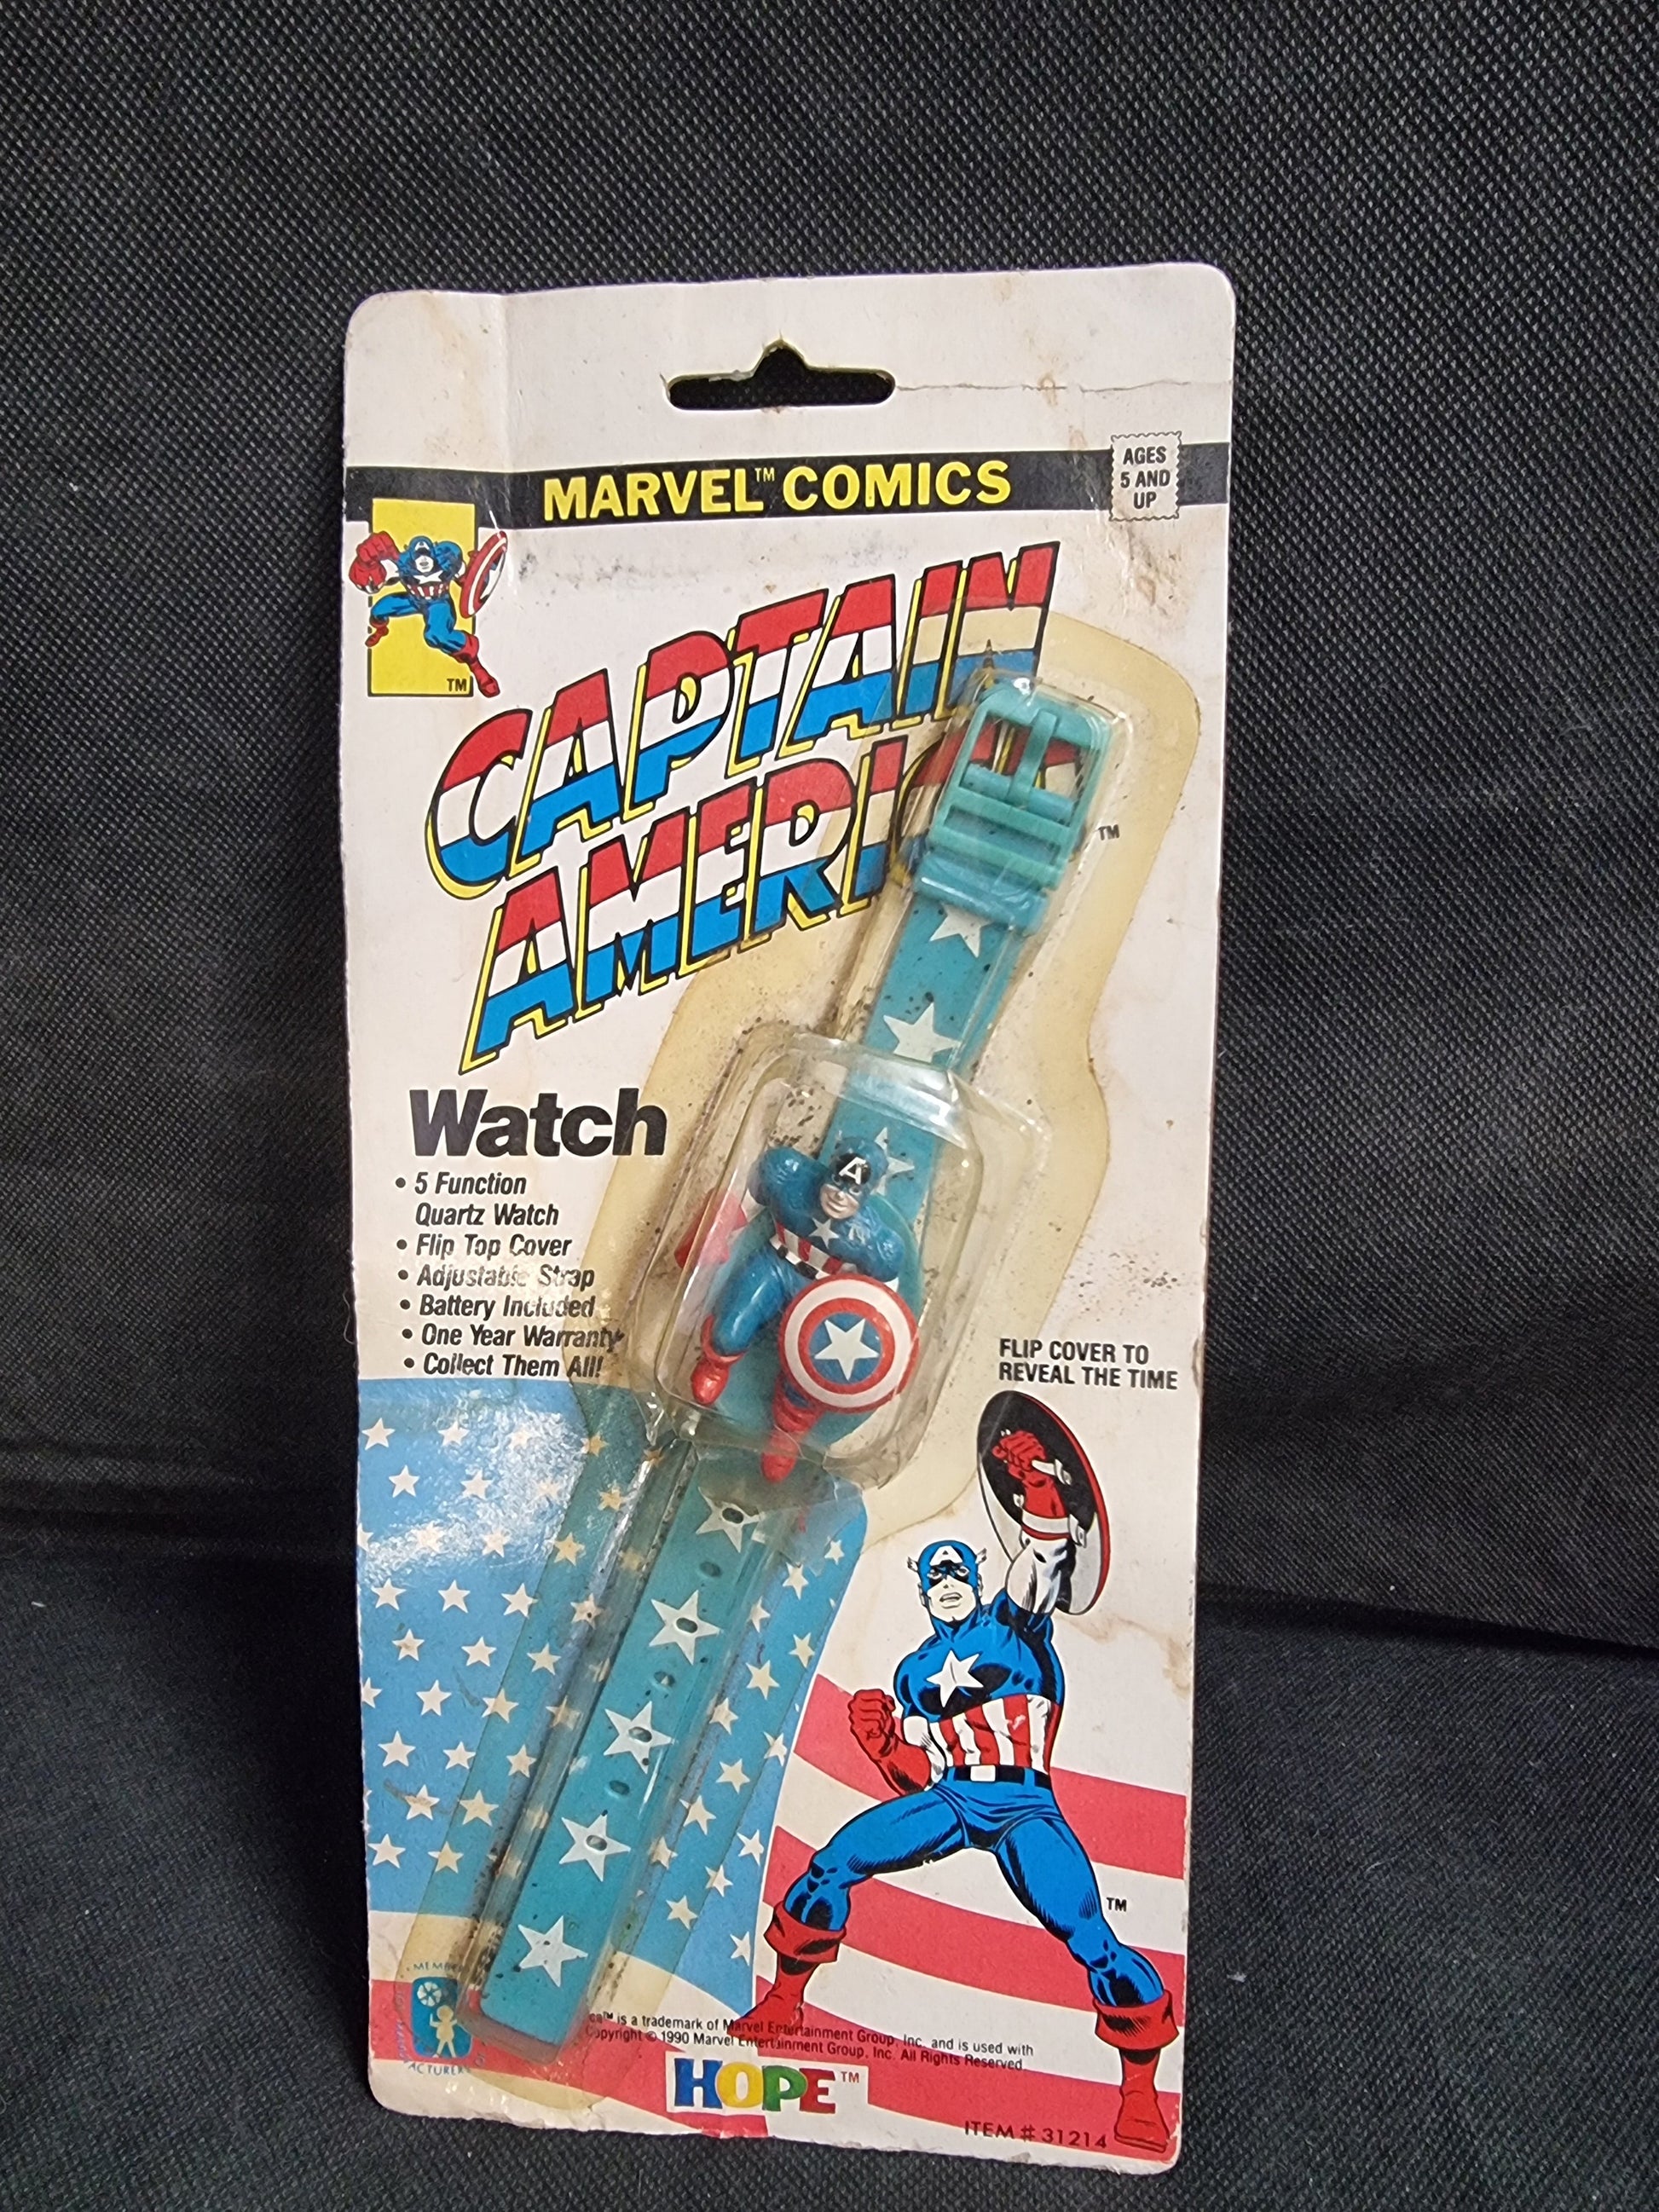 MARVEL™ COMICS
AGES
5 AND
UP
TM
CAPTAIN
AMERIC
TM
Watch
• 5 Function
Quartz Watch
• Flip Top Cover
• Adjustable Strap
• Battery Included
• One Year Warranty
• Collect Them All!
A
FLIP COVER TO
REVEAL THE TIME
A
TM
is a trademark of Marvel Entertainment Group, Inc. and is used with
Copyright © 1990 Marvel Entertainment Group, Inc. All Rights Reserved
HOPE™
ITEM # 31214